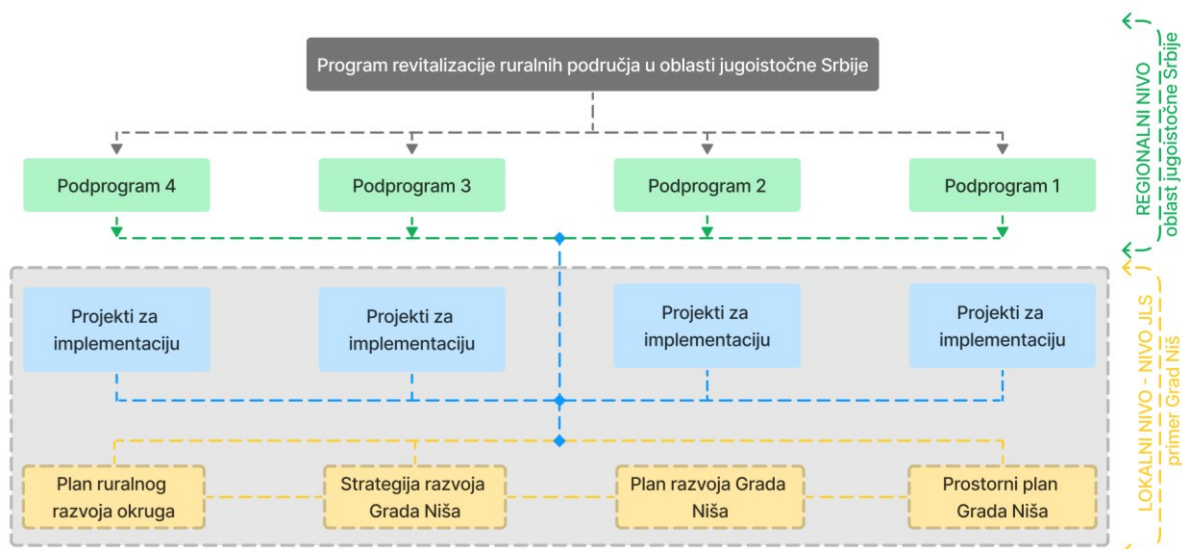 Program revitalizacije ruralnih područja u oblasti jugoistočne Srbije
Podprogram 4
Podprogram 3
Podprogram 2
Podprogram 1
REGIONALNI NIVO
oblast jugoistočne Srbije
Projekti za
implementaciju
Projekti za
implementaciju
Projekti za
implementaciju
Projekti za
implementaciju
Plan ruralnog
razvoja okruga
Strategija razvoja
Grada Niša
Plan razvoja Grada
Niša
Prostorni plan
Grada Niša
LOKALNI NIVO - NIVO JLS
primer Grad Niš